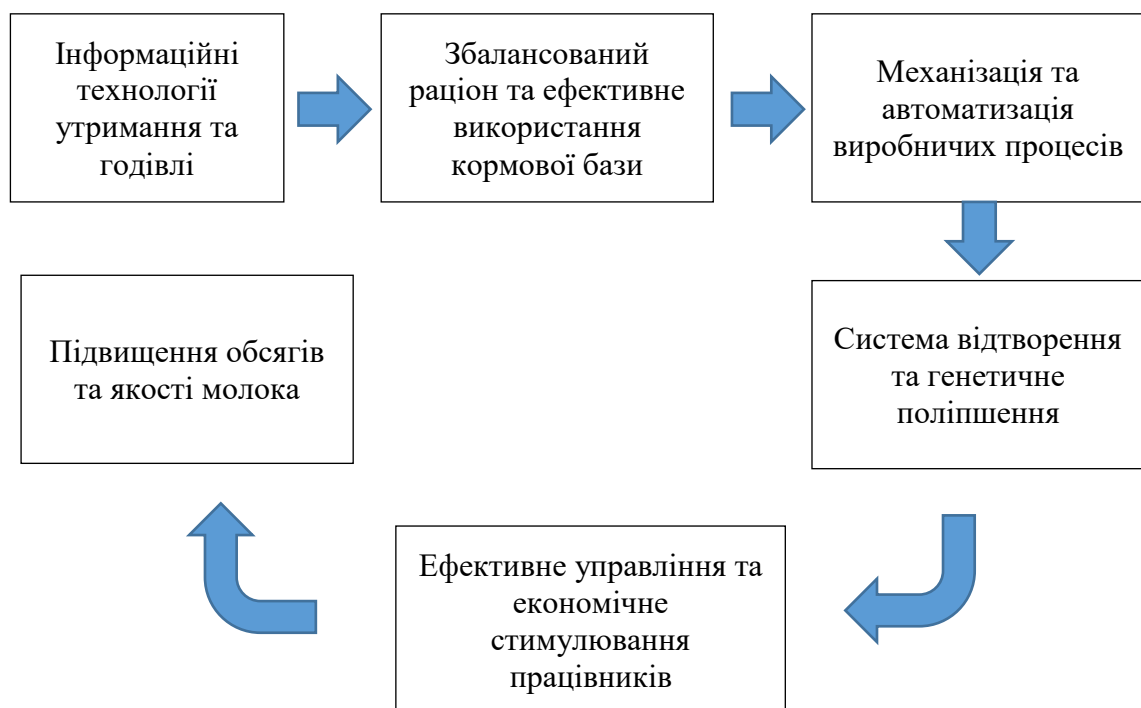 Інформаційні
технології
утримання та
годівлі
Збалансований
раціон та ефективне
використання
кормової бази
Механізація та
автоматизація
виробничих процесів
Система відтворення
та генетичне
поліпшення
Ефективне управління та
економічне
стимулювання
працівників
Підвищення обсягів
та якості молока